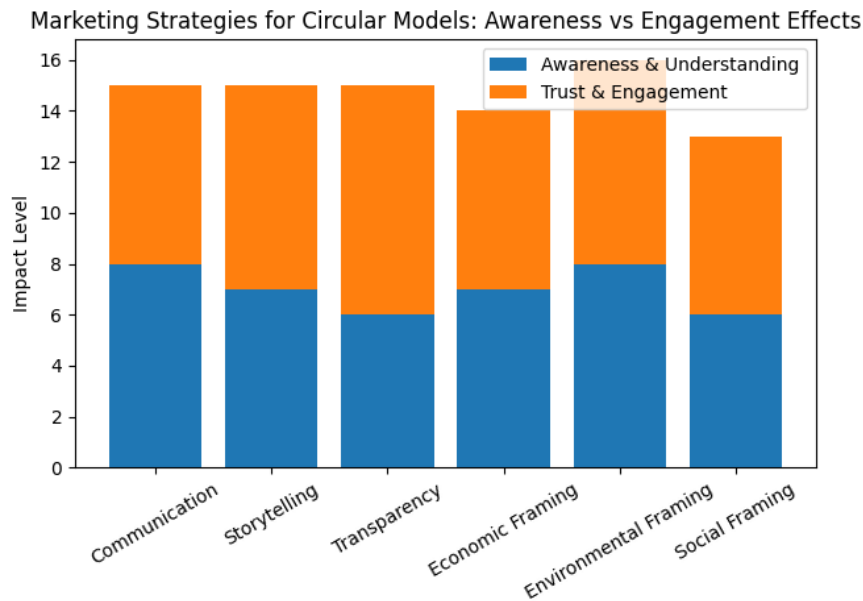 Marketing Strategies for Circular Models: Awareness vs Engagement Effects
Awareness & Understanding
Trust & Engagement
Impact Level
16
14
12
10
8
6
4
2
0
Communication
Storytelling
Transparency
Economic Framing
Environmental Framing
Social Framing